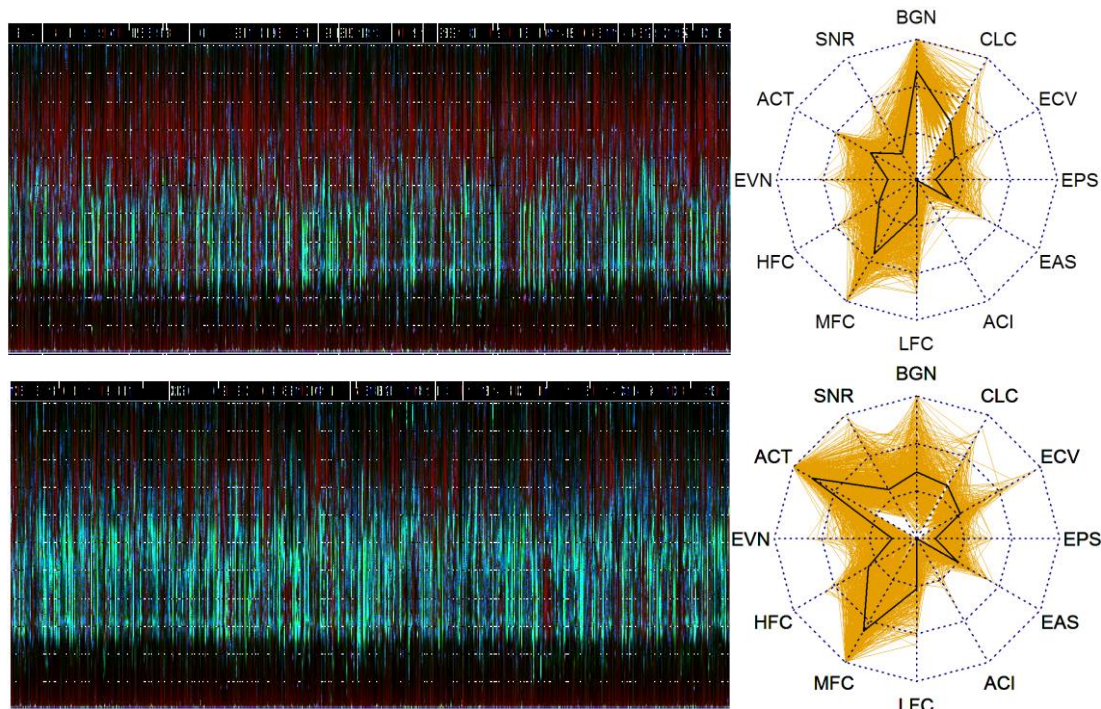 BGN
SNR CLC
ACT ECV
EVN EPS
HFC EAS
MFC ACI
LFC
BGN
SNR CLC
ACT ECV
EVN EPS
HFC EAS
MFC ACI
LFC